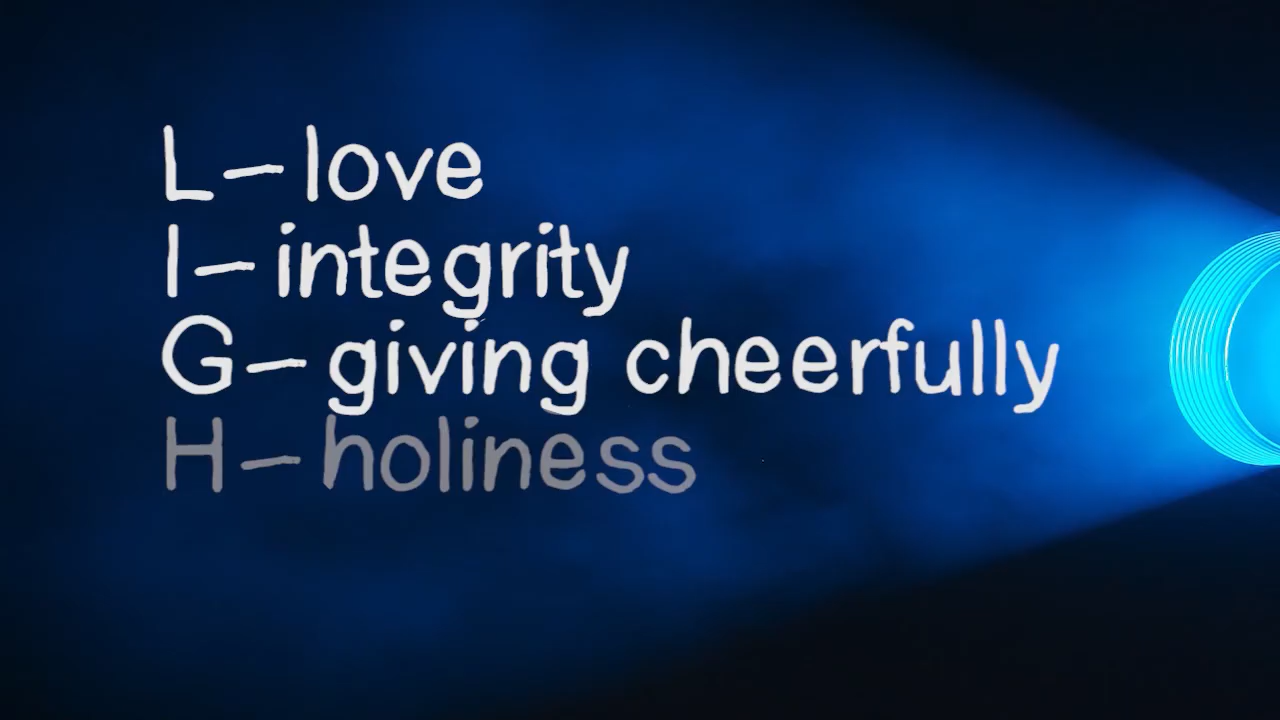 L – love
I – integrity
G – giving cheerfully
H – holiness